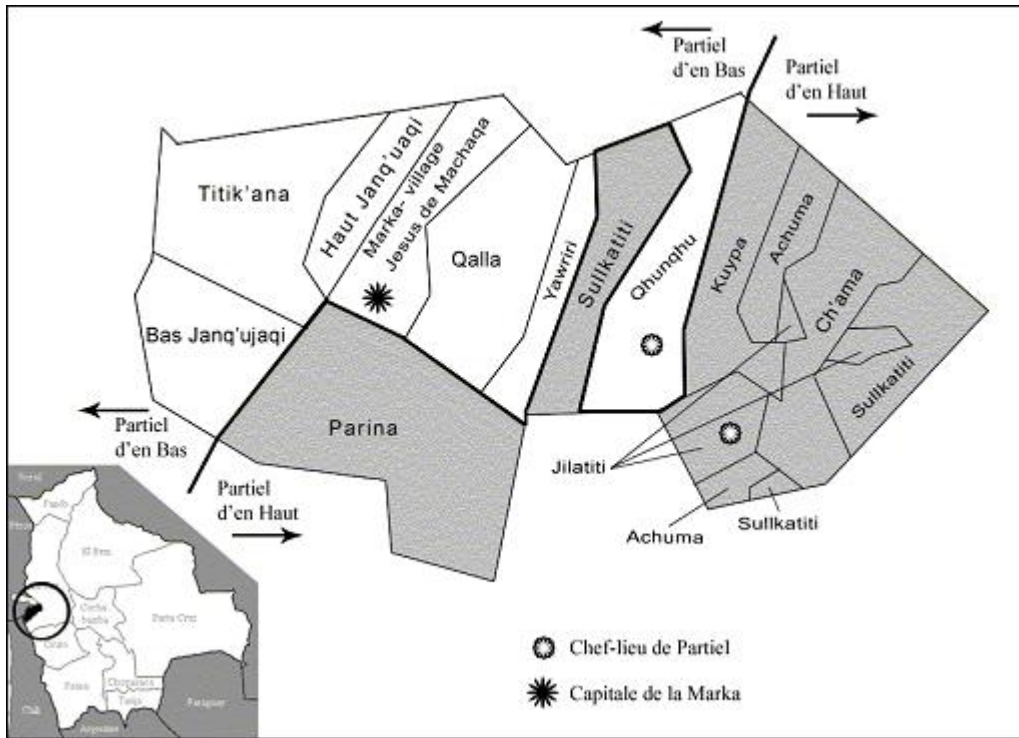 Partiel
d'en Bas
Partiel
d'en Haut
Titik'ana
Haut Janq'uaqi
Marka- village
Jesus de Machaqa
Qalla
Yawriri
Sullkatiti
Qhunqhu
Kuypa
Achuma
Ch'ama
Sullkatiti
Bas Janq'ujaqi
Parina
Partiel
d'en Bas
Partiel
d'en Haut
Jilatiti
Achuma
Sullkatiti
El Beni
Cocha
bamba
Santa Cruz
Oruro
Potosi
Chuquisaca
Tarija
Chili
Argentine
Paraguay
Chef-lieu de Partiel
Capitale de la Marka